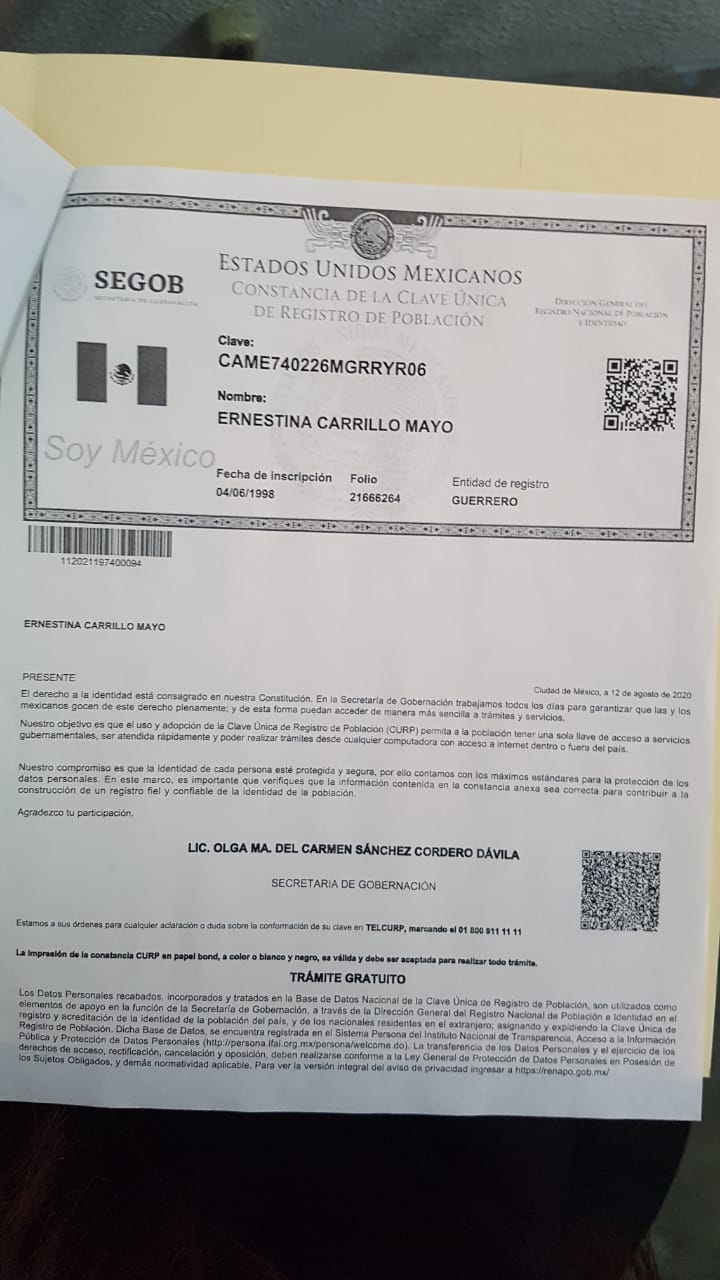 SEGOB
SECRETARÍA DE GOBERNACIÓN
ESTADOS UNIDOS MEXICANOS
CONSTANCIA DE LA CLAVE ÚNICA
DE REGISTRO DE POBLACIÓN
DIRECCIÓN GENERAL DEL
REGISTRO NACIONAL DE POBLACIÓN
E IDENTIDAD
Clave:
CAME740226MGRRYR06
Nombre:
ERNESTINA CARRILLO MAYO
Soy México
Fecha de inscripción Folio Entidad de registro
04/06/1998 21666264 GUERRERO
112021197400094
ERNESTINA CARRILLO MAYO
PRESENTE
Ciudad de México, a 12 de agosto de 2020
El derecho a la identidad está consagrado en nuestra Constitución. En la Secretaría de Gobernación trabajamos todos los días para garantizar que las y los
mexicanos gocen de este derecho plenamente; y de esta forma puedan acceder de manera más sencilla a trámites y servicios.
Nuestro objetivo es que el uso y adopción de la Clave Única de Registro de Población (CURP) permita a la población tener una sola llave de acceso a servicios
gubernamentales, ser atendida rápidamente y poder realizar trámites desde cualquier computadora con acceso a internet dentro o fuera del país.
Nuestro compromiso es que la identidad de cada persona esté protegida y segura, por ello contamos con los máximos estándares para la protección de los
datos personales. En este marco, es importante que verifiques que la información contenida en la constancia anexa sea correcta para contribuir a la
construcción de un registro fiel y confiable de la identidad de la población.
Agradezco tu participación.
LIC. OLGA MA. DEL CARMEN SÁNCHEZ CORDERO DÁVILA
SECRETARIA DE GOBERNACIÓN
Estamos a sus órdenes para cualquier aclaración o duda sobre la conformación de su clave en TELCURP, marcando el 01 800 911 11 11
La impresión de la constancia CURP en papel bond, a color o blanco y negro, es válida y debe ser aceptada para realizar todo trámite.
TRÁMITE GRATUITO
Los Datos Personales recabados, incorporados y tratados en la Base de Datos Nacional de la Clave Única de Registro de Población, son utilizados como
elementos de apoyo en la función de la Secretaría de Gobernación, a través de la Dirección General del Registro Nacional de Población e Identidad en el
registro y acreditación de la identidad de la población del país, y de los nacionales residentes en el extranjero; asignando y expidiendo la Clave Única de
Registro de Población. Dicha Base de Datos, se encuentra registrada en el Sistema Persona del Instituto Nacional de Transparencia, Acceso a la Información
Pública y Protección de Datos Personales (http://persona.ifai.org.mx/persona/welcome.do). La transferencia de los Datos Personales y el ejercicio de los
derechos de acceso, rectificación, cancelación y oposición, deben realizarse conforme a la Ley General de Protección de Datos Personales en Posesión de
los Sujetos Obligados, y demás normatividad aplicable. Para ver la versión integral del aviso de privacidad ingresar a https://renapo.gob.mx/